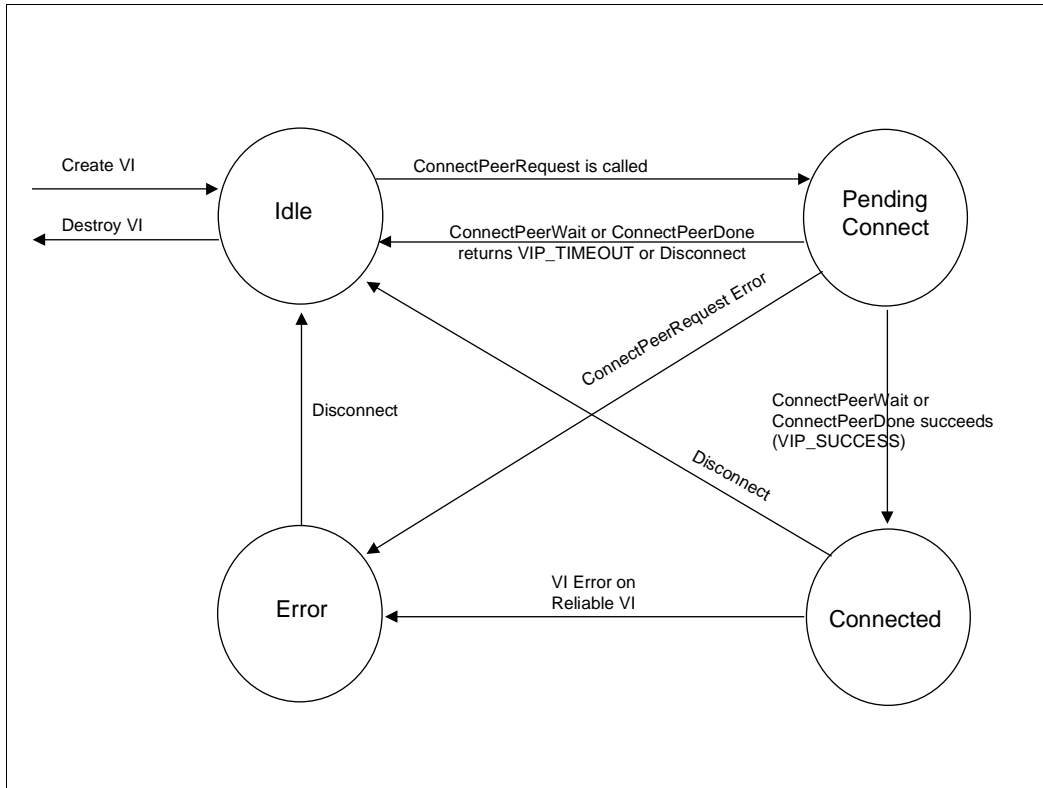 Create VI
Destroy VI
Idle
ConnectPeerRequest is called
ConnectPeerWait or ConnectPeerDone
returns VIP_TIMEOUT or Disconnect
Pending
Connect
ConnectPeerRequest Error
ConnectPeerWait or
ConnectPeerDone succeeds
(VIP_SUCCESS)
Disconnect
Disconnect
Error
VI Error on
Reliable VI
Connected